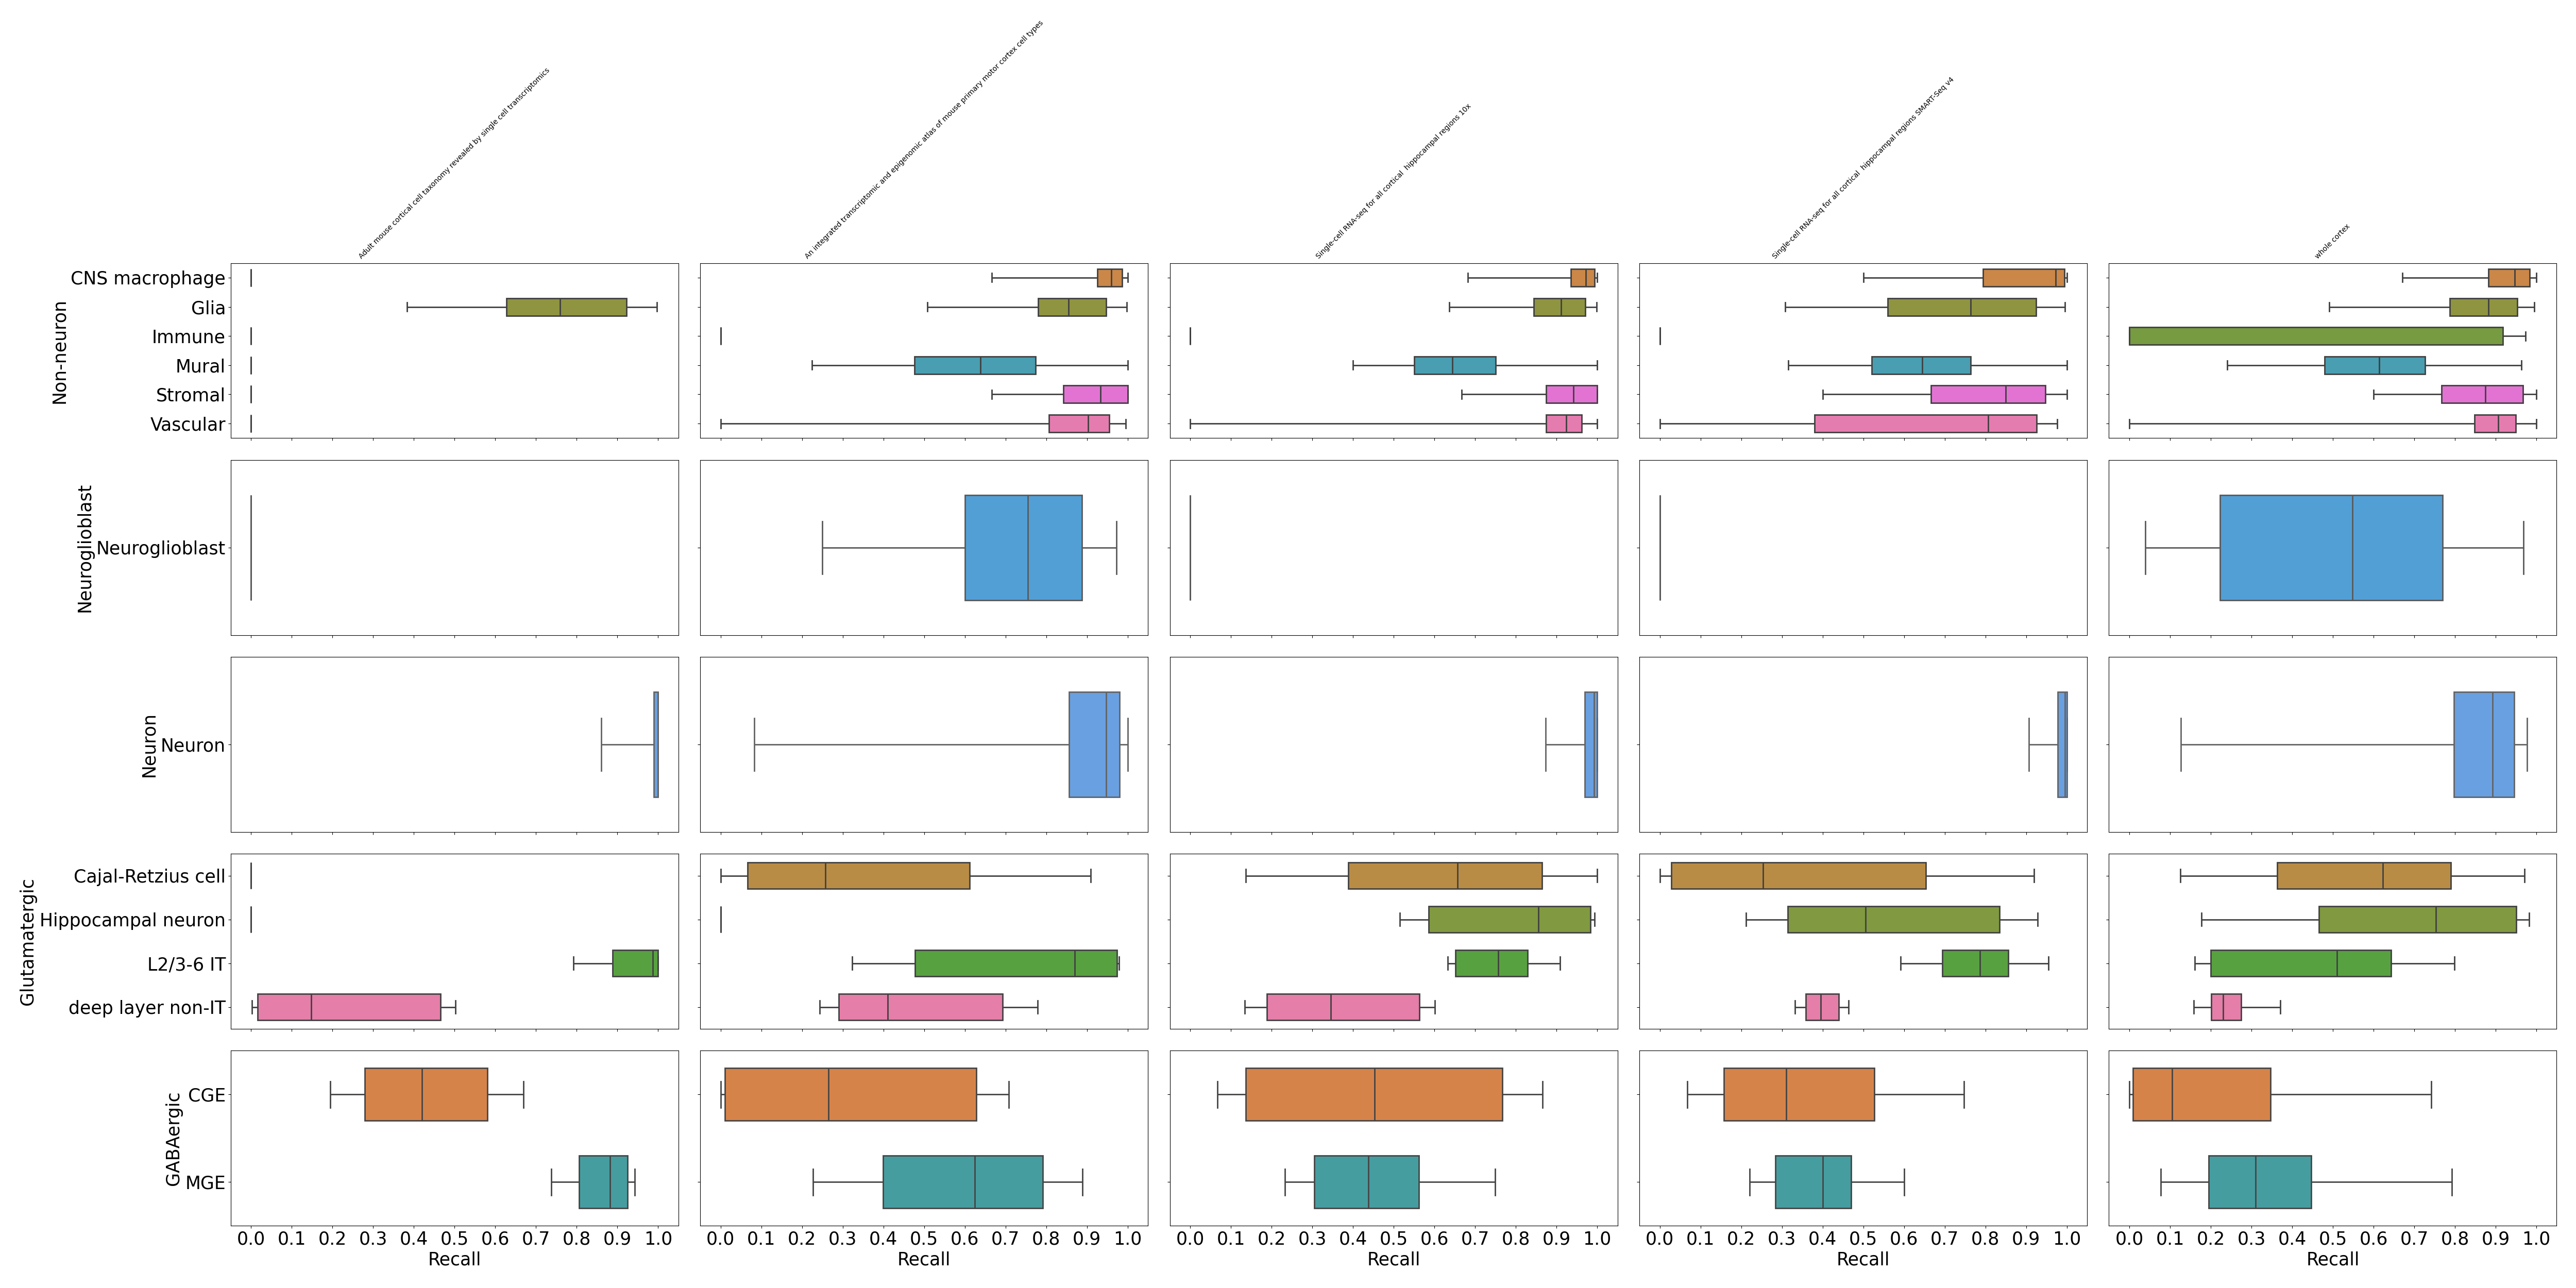 Adult mouse cortical cell taxonomy revealed by single cell transcriptomics
An integrated transcriptomic and epigenomic atlas of mouse primary motor cortex cell types
Single-cell RNA-seq for all cortical  hippocampal regions 10x
Single-cell RNA-seq for all cortical  hippocampal regions SMART-Seq v4
whole cortex
Non-neuron
CNS macrophage
Glia
Immune
Mural
Stromal
Vascular
Neuroglioblast
Neuroglioblast
Neuron
Neuron
Glutamatergic
Cajal-Retzius cell
Hippocampal neuron
L2/3-6 IT
deep layer non-IT
GABAergic
CGE
MGE
0.0 0.1 0.2 0.3 0.4 0.5 0.6 0.7 0.8 0.9 1.0
Recall
0.0 0.1 0.2 0.3 0.4 0.5 0.6 0.7 0.8 0.9 1.0
Recall
0.0 0.1 0.2 0.3 0.4 0.5 0.6 0.7 0.8 0.9 1.0
Recall
0.0 0.1 0.2 0.3 0.4 0.5 0.6 0.7 0.8 0.9 1.0
Recall
0.0 0.1 0.2 0.3 0.4 0.5 0.6 0.7 0.8 0.9 1.0
Recall